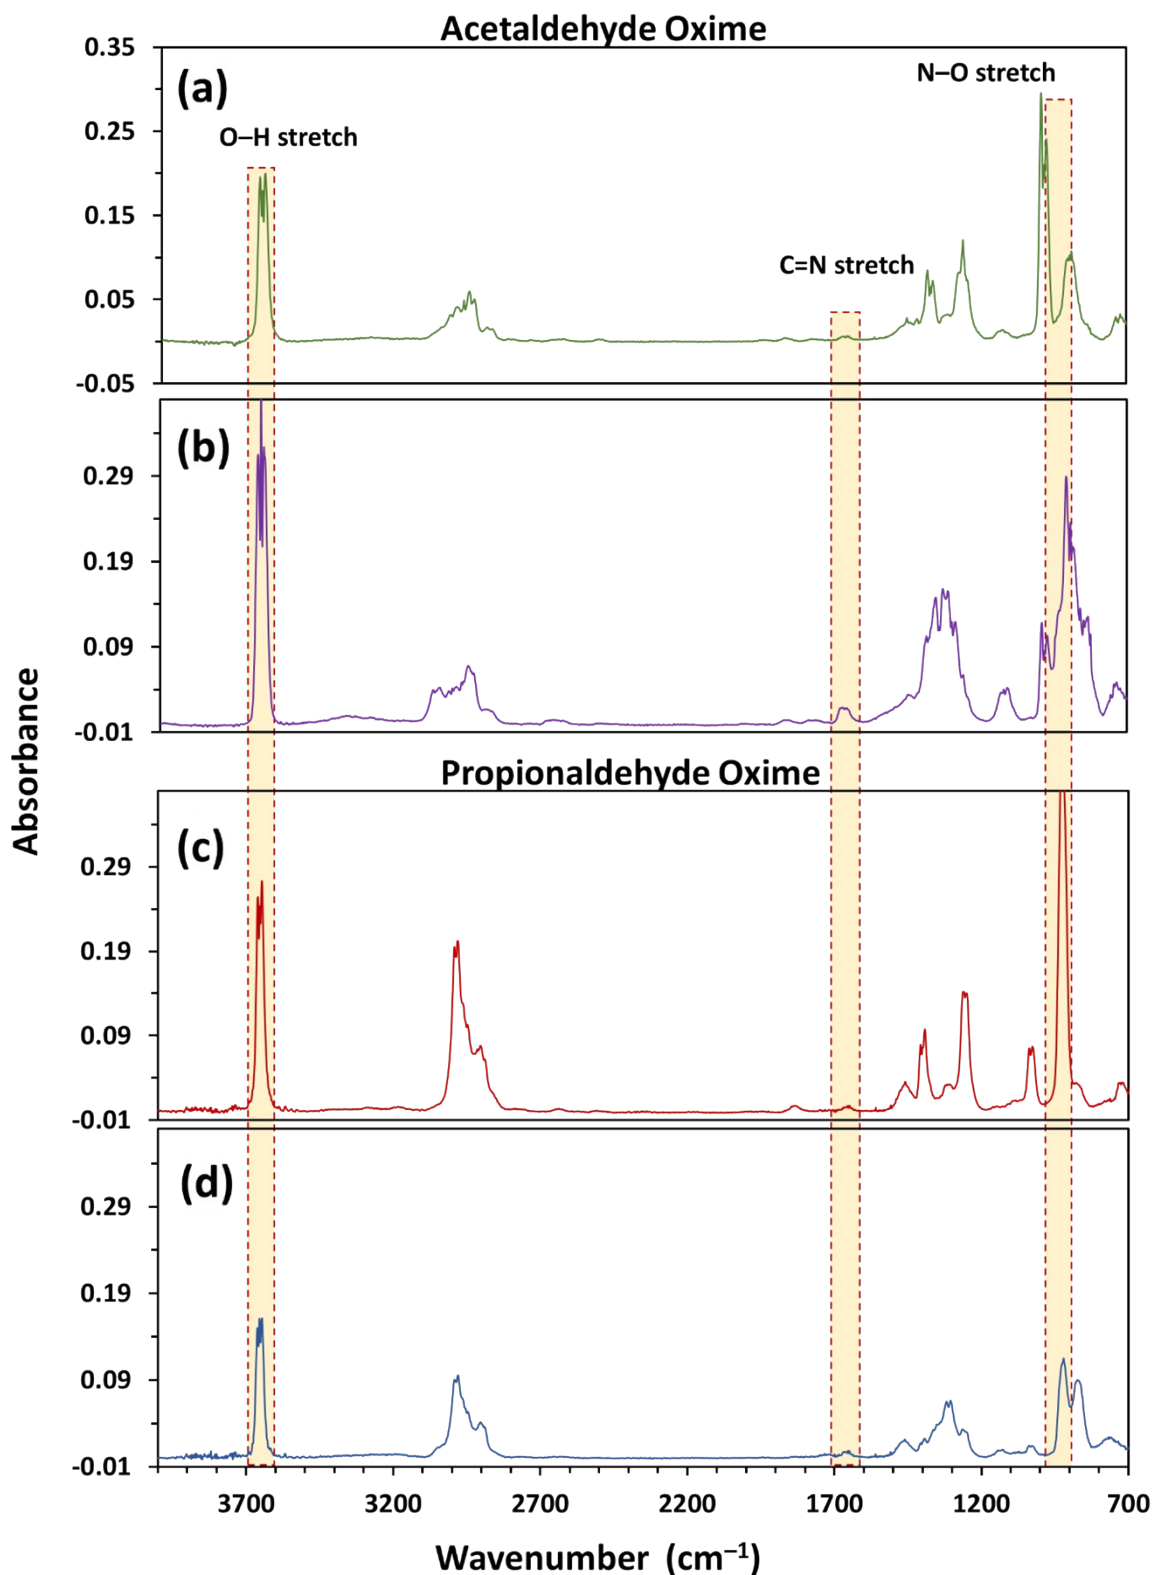 Acetaldehyde Oxime
0.35
(a)
N–O stretch
O–H stretch
0.25
0.15
C=N stretch
0.05
-0.05
(b)
0.29
0.19
0.09
-0.01
Absorbance
Propionaldehyde Oxime
(c)
0.29
0.19
0.09
-0.01
(d)
0.29
0.19
0.09
-0.01
3700 3200 2700 2200 1700 1200 700
Wavenumber (cm⁻¹)